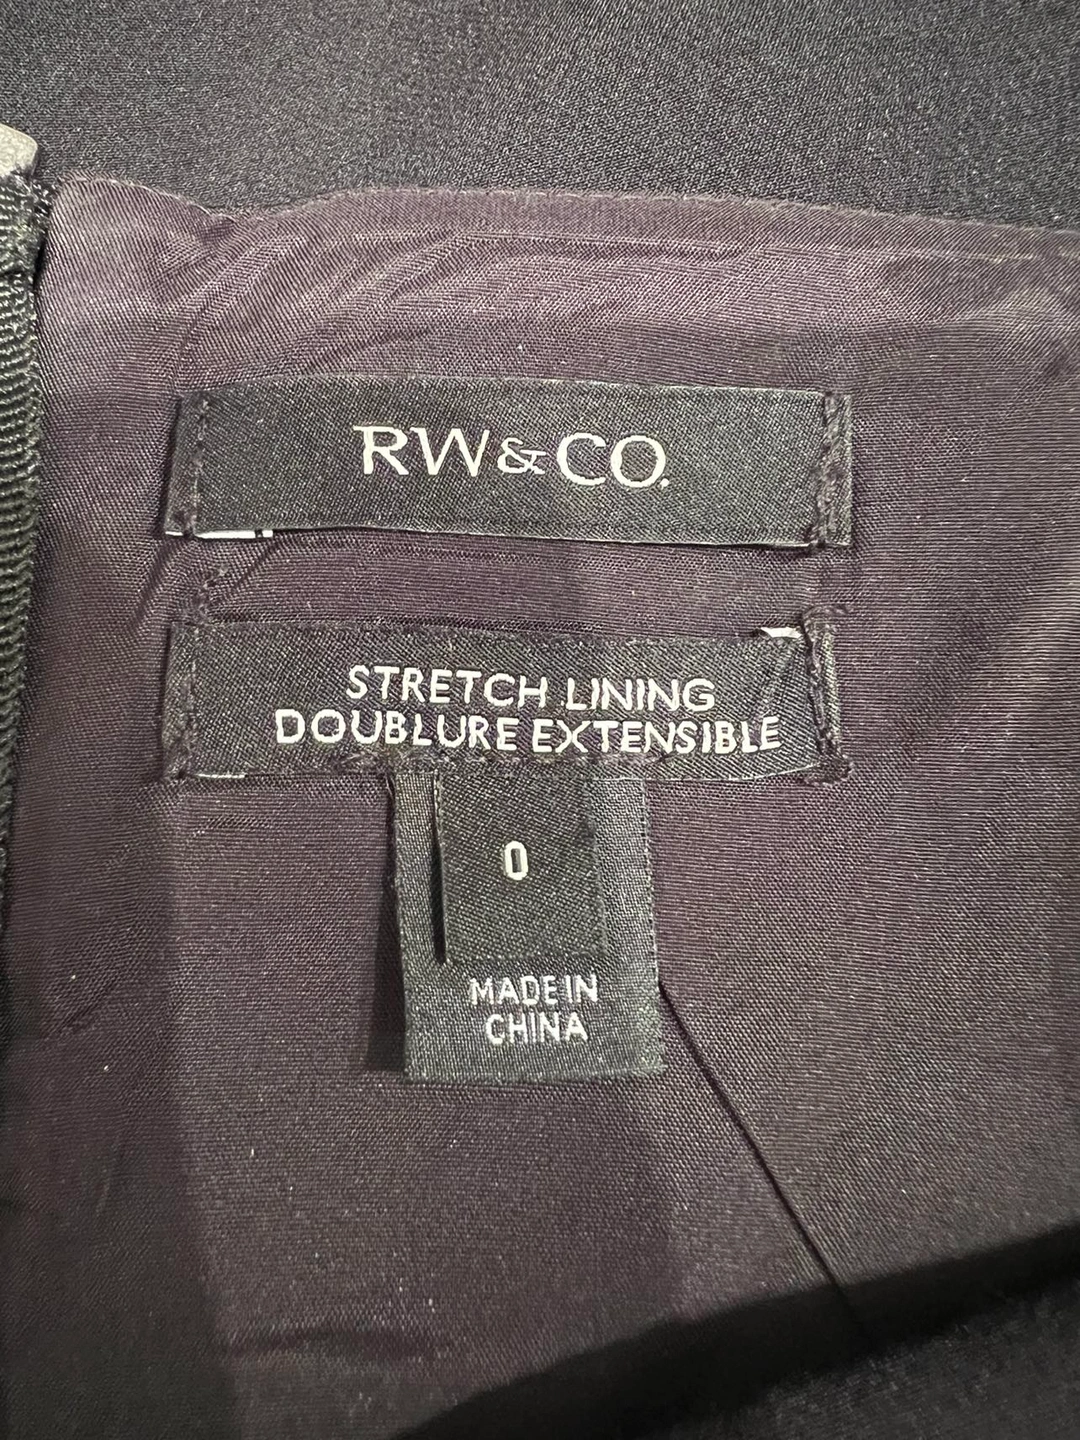 RW&CO.
STRETCH LINING
DOUBLURE EXTENSIBLE
0
MADE IN
CHINA